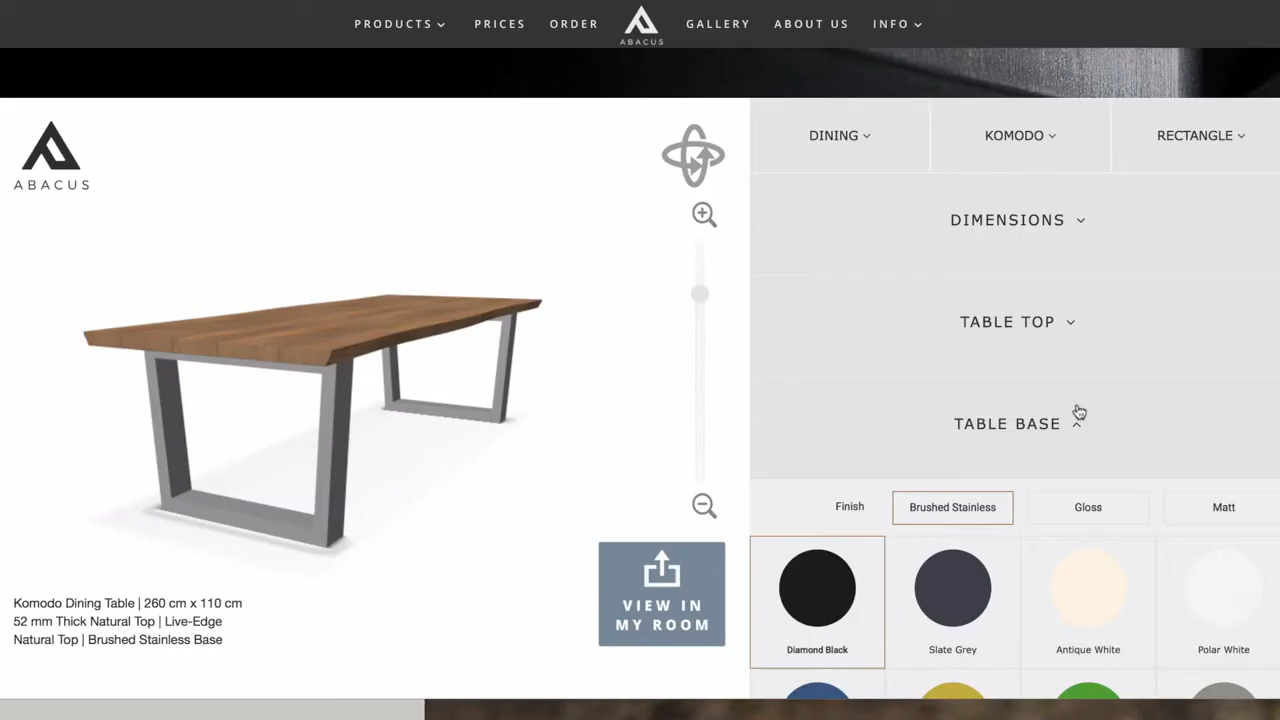 PRODUCTS
PRICES
ORDER
ABACUS
GALLERY
ABOUT US
INFO
ABACUS
DINING
KOMODO
RECTANGLE
DIMENSIONS
TABLE TOP
TABLE BASE
Finish
Brushed Stainless
Gloss
Matt
Diamond Black
Slate Grey
Antique White
Polar White
VIEW IN
MY ROOM
Komodo Dining Table | 260 cm x 110 cm
52 mm Thick Natural Top | Live-Edge
Natural Top | Brushed Stainless Base